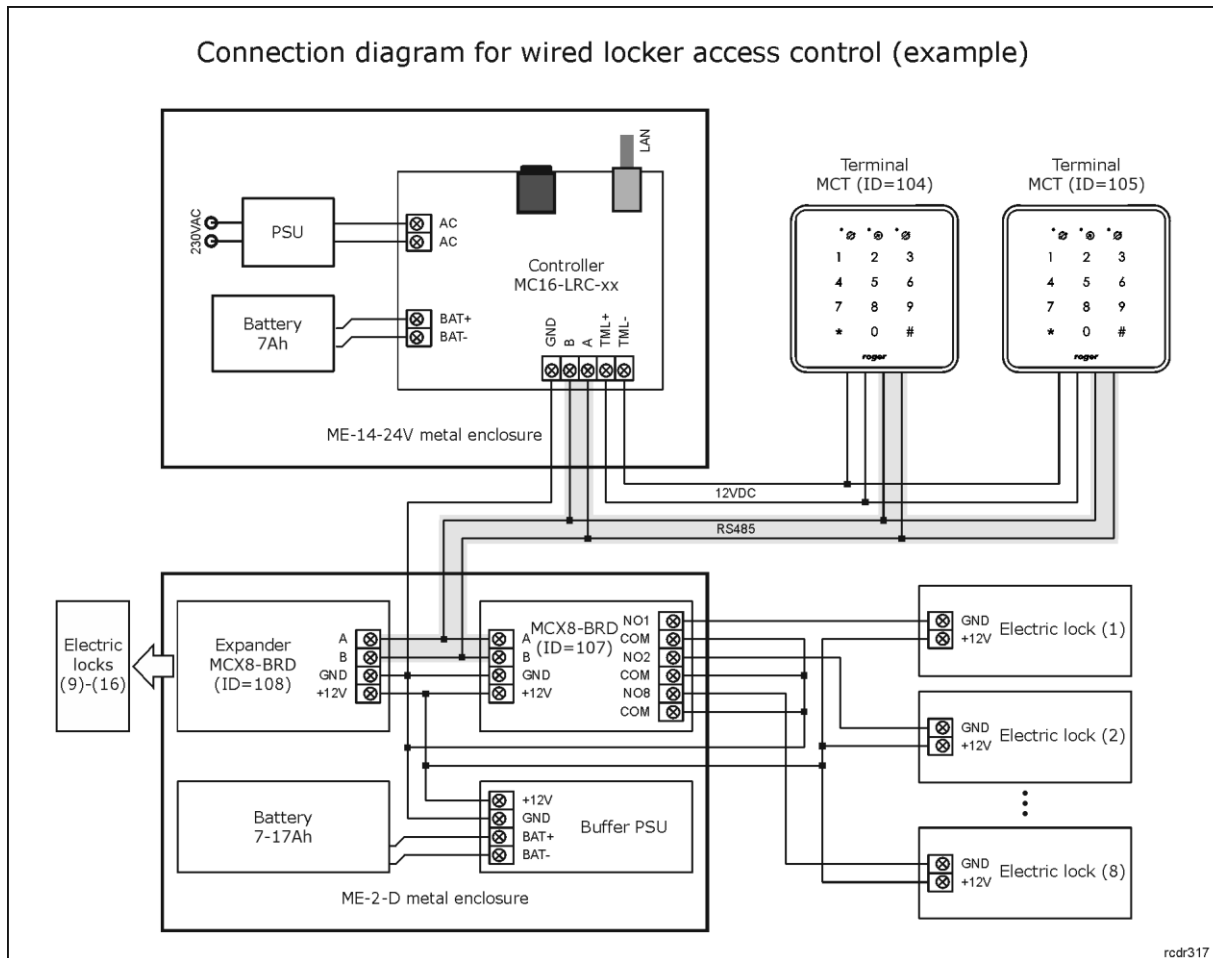 Connection diagram for wired locker access control (example)
LAN
230VAC
PSU
AC
AC
Controller
MC16-LRC-xx
Battery
7Ah
BAT+
BAT-
GND
B
A
TML+
TML-
ME-14-24V metal enclosure
Terminal
MCT (ID=104)
1 2 3
4 5 6
7 8 9
* 0 #
roger
Terminal
MCT (ID=105)
1 2 3
4 5 6
7 8 9
* 0 #
roger
12VDC
RS485
Electric
locks
(9)-(16)
Expander
MCX8-BRD
(ID=108)
A
B
GND
+12V
MCX8-BRD
(ID=107)
A
B
GND
+12V
NO1
COM
NO2
COM
NO8
COM
Battery
7-17Ah
+12V
GND
BAT+
BAT-
Buffer PSU
ME-2-D metal enclosure
GND
+12V
Electric lock (1)
GND
+12V
Electric lock (2)
GND
+12V
Electric lock (8)
rcdr317